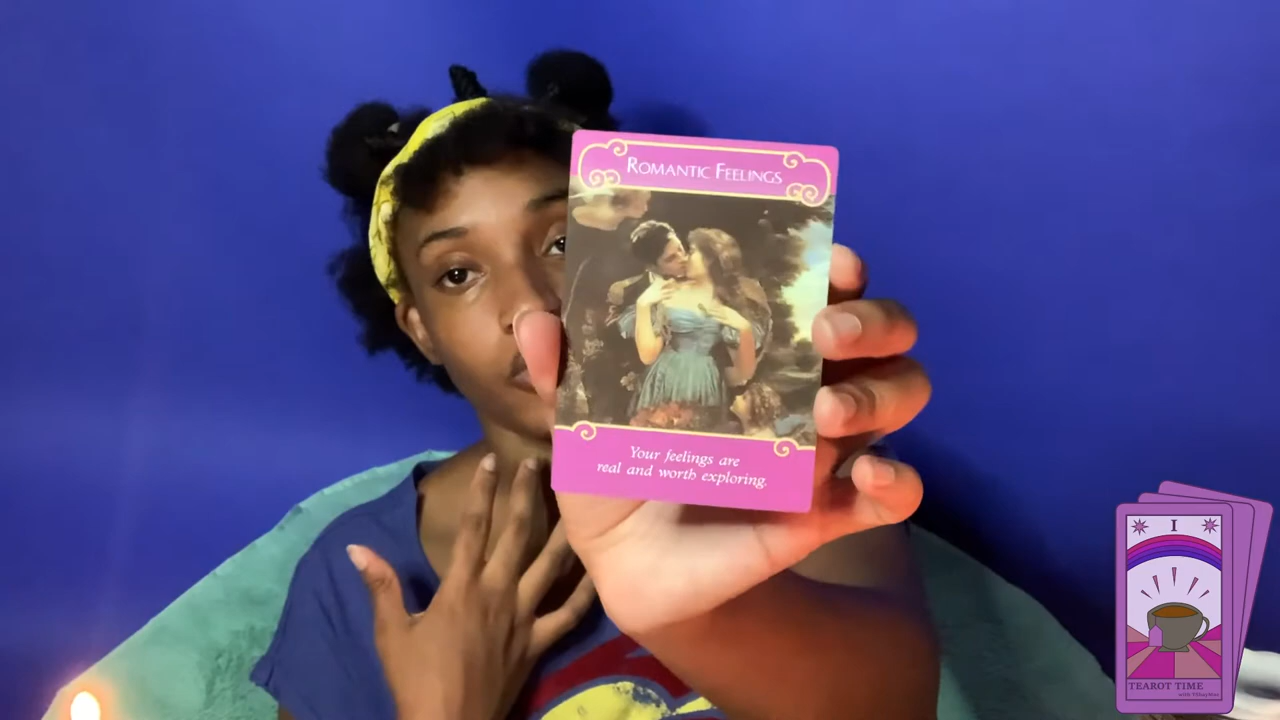 ROMANTIC FEELINGS
Your feelings are
real and worth exploring.
I
TEAROT TIME